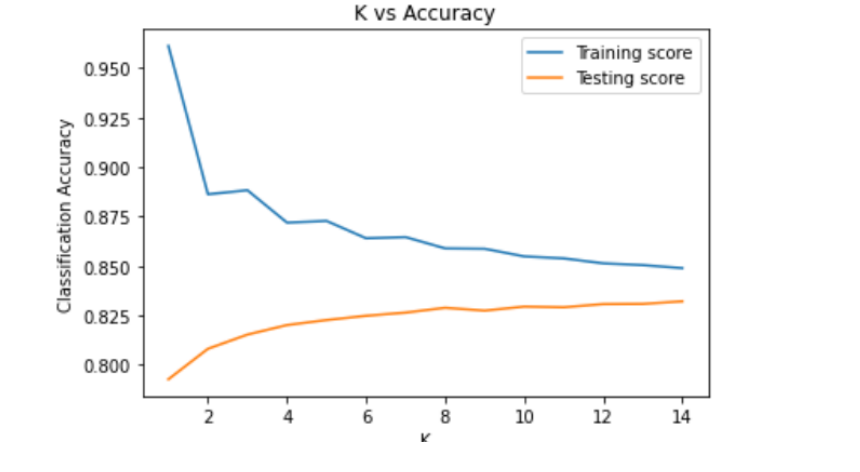 K vs Accuracy
Training score
Testing score
Classification Accuracy
0.950
0.925
0.900
0.875
0.850
0.825
0.800
2 4 6 8 10 12 14
K